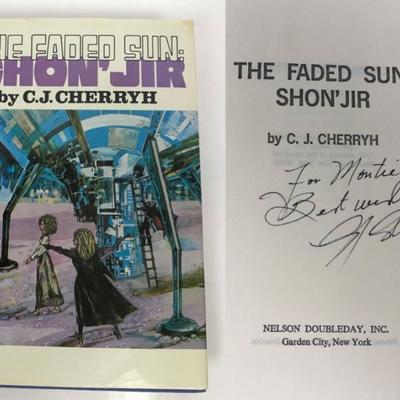 THE FADED SUN:
SHON'JIR
by C.J. CHERRYH
THE FADED SUN
SHON'JIR
by C. J. CHERRYH
For Montie
Best wish
NELSON DOUBLEDAY, INC.
Garden City, New York